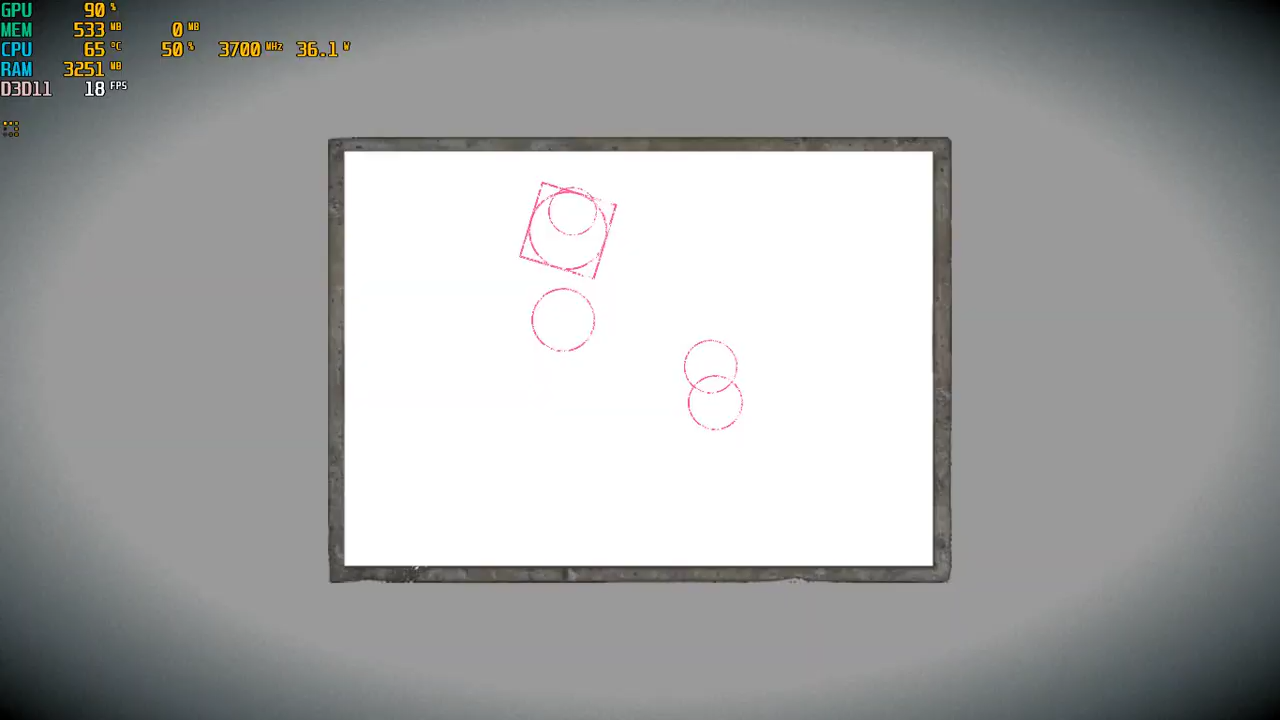 GPU 90 %
MEM 533 MB 0 MB
CPU 65 °C 50 % 3700 MHz 36.1 W
RAM 3251 MB
D3D11 18 FPS